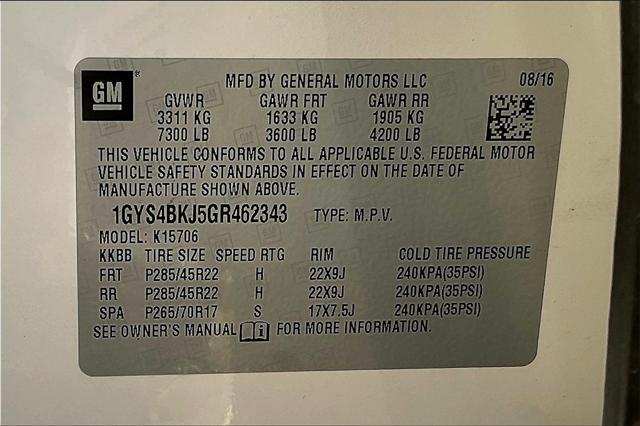 GM ® MFD BY GENERAL MOTORS LLC 08/16
GVWR GAWR FRT GAWR RR
3311 KG 1633 KG 1905 KG
7300 LB 3600 LB 4200 LB
THIS VEHICLE CONFORMS TO ALL APPLICABLE U.S. FEDERAL MOTOR
VEHICLE SAFETY STANDARDS IN EFFECT ON THE DATE OF
MANUFACTURE SHOWN ABOVE.
1GYS4BKJ5GR462343 TYPE: M.P.V.
MODEL: K15706
KKBB TIRE SIZE SPEED RTG RIM COLD TIRE PRESSURE
FRT P285/45R22 H 22X9J 240KPA(35PSI)
RR P285/45R22 H 22X9J 240KPA(35PSI)
SPA P265/70R17 S 17X7.5J 240KPA(35PSI)
SEE OWNER'S MANUAL i FOR MORE INFORMATION.